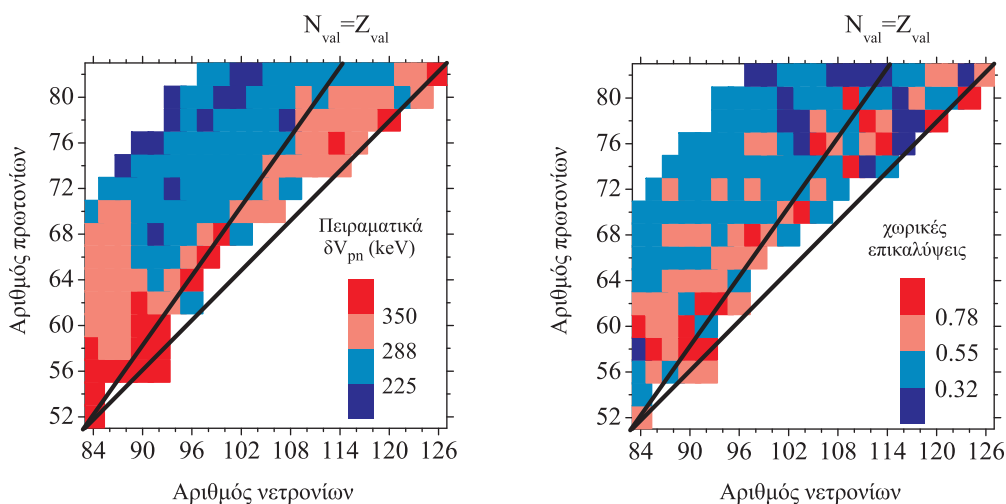 N_val=Z_val
80
76
72
68
64
60
56
52
Αριθμός πρωτονίων
Πειραματικά
δV_pn (keV)
350
288
225
84 90 96 102 108 114 120 126
Αριθμός νετρονίων
N_val=Z_val
80
76
72
68
64
60
56
52
Αριθμός πρωτονίων
χωρικές
επικαλύψεις
0.78
0.55
0.32
84 90 96 102 108 114 120 126
Αριθμός νετρονίων